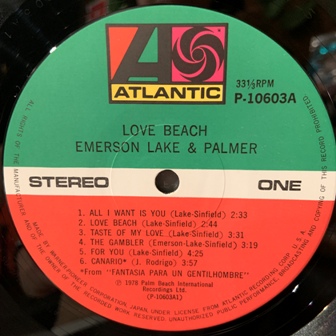 ATLANTIC
33⅓RPM
P-10603A
LOVE BEACH
EMERSON LAKE & PALMER
STEREO
ONE
1. ALL I WANT IS YOU (Lake-Sinfield) 2:33
2. LOVE BEACH (Lake-Sinfield) 2:44
3. TASTE OF MY LOVE (Lake-Sinfield) 3:31
4. THE GAMBLER (Emerson-Lake-Sinfield) 3:19
5. FOR YOU (Lake-Sinfield) 4:25
6. CANARIO* (J. Rodrigo) 3:57
*From "FANTASIA PARA UN GENTILHOMBRE"
℗ 1978 Palm Beach International
Recordings Ltd.
(P-10603A1)
ALL RIGHTS OF THE MANUFACTURER AND OF THE OWNER OF THE RECORDED WORK RESERVED. UNAUTHORIZED PUBLIC PERFORMANCE, BROADCASTING AND COPYING OF THIS RECORD PROHIBITED.
MADE BY WARNER-PIONEER CORPORATION, JAPAN UNDER LICENSE FROM ATLANTIC RECORDING CORP., U.S.A.